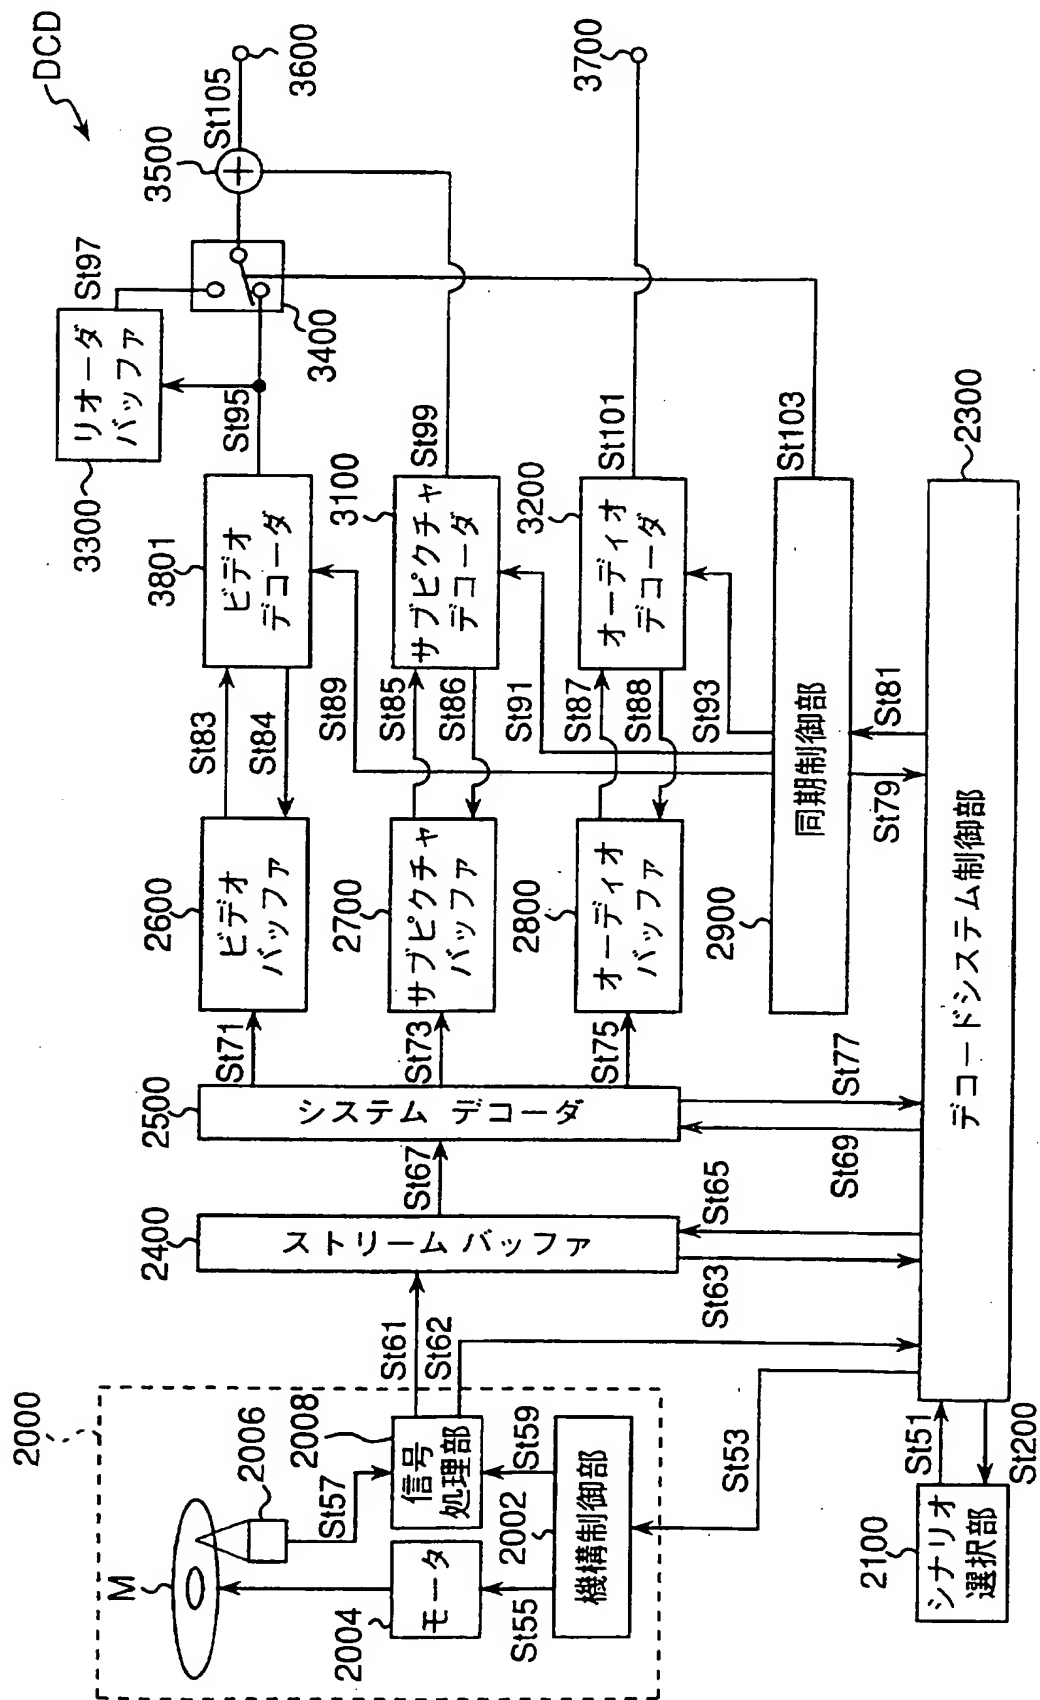 DCD
2000
M
2006
St57
2008
信号
処理部
2004
モータ
St55
2002
St59
機構制御部
St53
St61
St62
2400
ストリーム バッファ
St63
St65
St67
2500
システム デコーダ
St69
St77
St71
St73
St75
2600
ビデオ
バッファ
2700
サブピクチャ
バッファ
2800
オーディオ
バッファ
St83
St84
St89
St85
St86
St91
St87
St88
St93
3801
ビデオ
デコーダ
3100
サブピクチャ
デコーダ
3200
オーディオ
デコーダ
2900
同期制御部
St79
St81
3300
リオーダ
バッファ
St95
St97
3400
St99
St101
St103
3500
St105
3600
3700
2100
シナリオ
選択部
St51
St200
2300
デコードシステム制御部